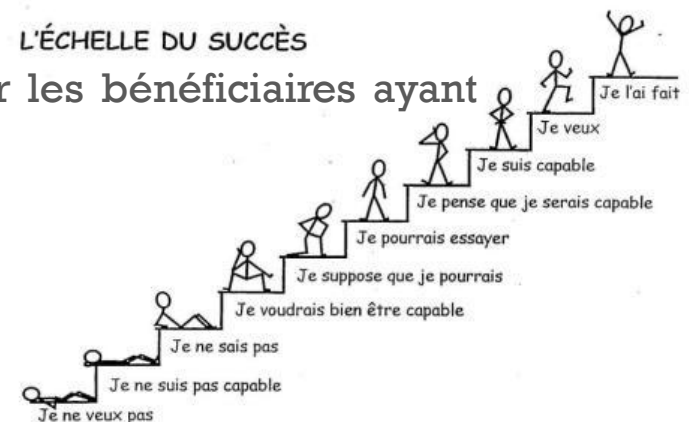 L'ÉCHELLE DU SUCCÈS
r les bénéficiaires ayant
Je l'ai fait
Je veux
Je suis capable
Je pense que je serais capable
Je pourrais essayer
Je suppose que je pourrais
Je voudrais bien être capable
Je ne sais pas
Je ne suis pas capable
Je ne veux pas